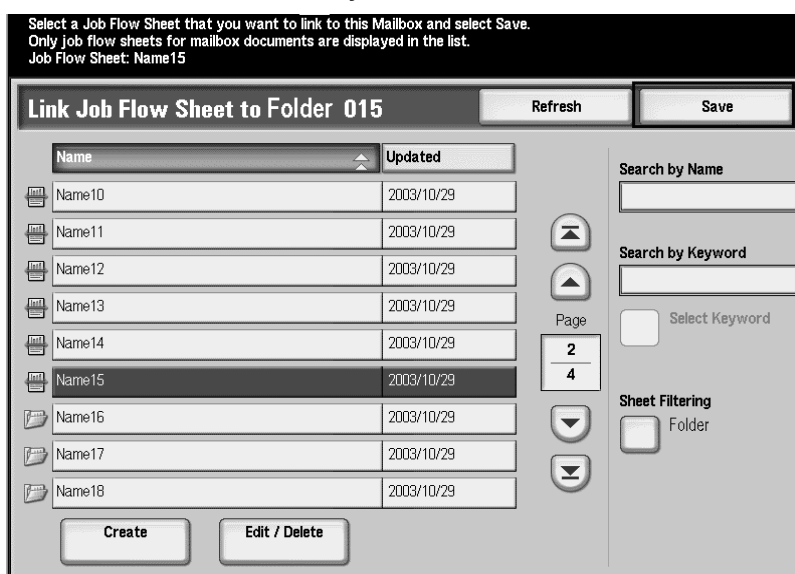 Select a Job Flow Sheet that you want to link to this Mailbox and select Save.
Only job flow sheets for mailbox documents are displayed in the list.
Job Flow Sheet: Name15
Link Job Flow Sheet to Folder 015
Refresh
Save
Name
Updated
Name10 2003/10/29
Name11 2003/10/29
Name12 2003/10/29
Name13 2003/10/29
Name14 2003/10/29
Name15 2003/10/29
Name16 2003/10/29
Name17 2003/10/29
Name18 2003/10/29
Page
2
4
Search by Name
Search by Keyword
Select Keyword
Sheet Filtering
Folder
Create
Edit / Delete